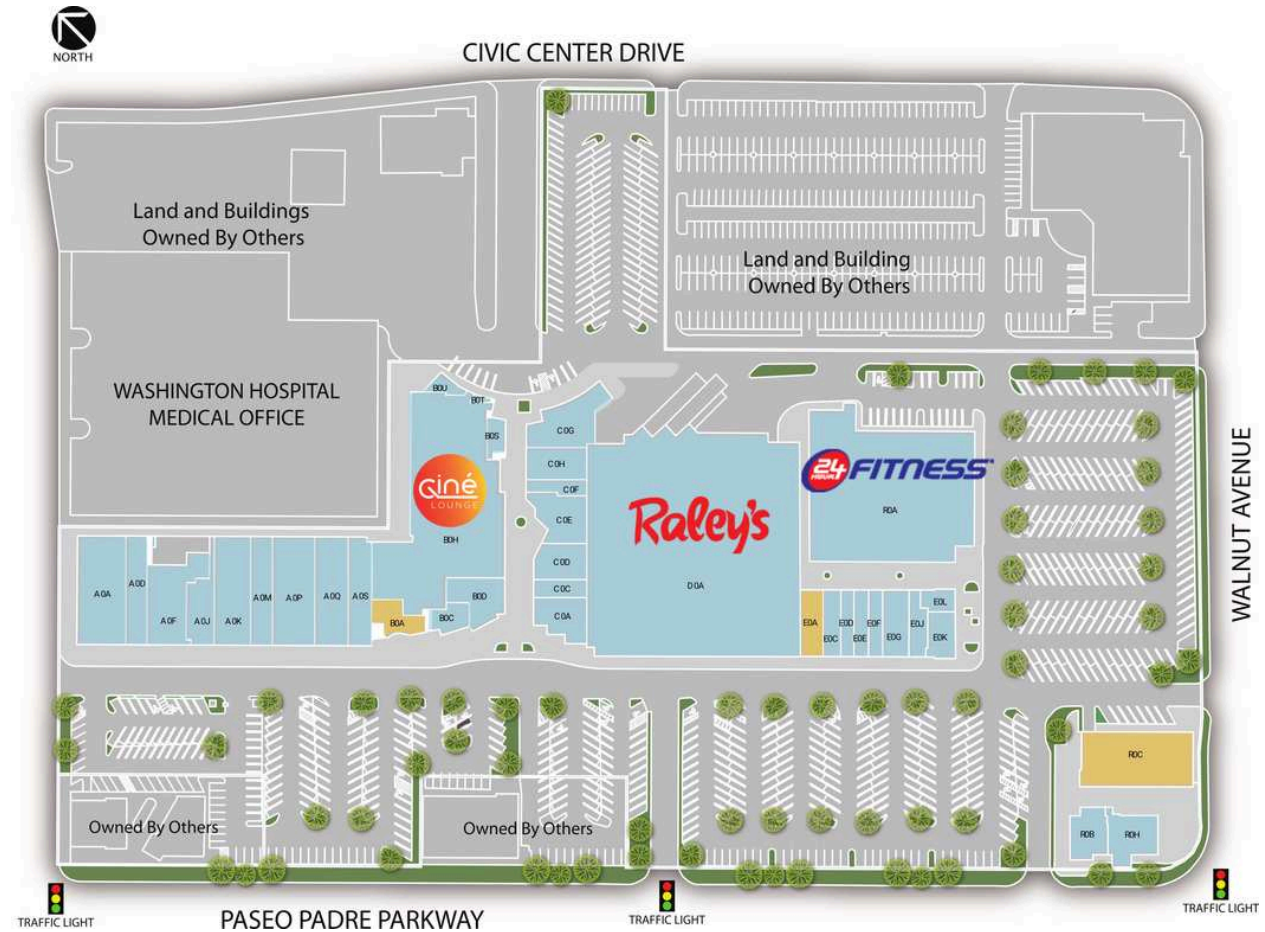 NORTH
CIVIC CENTER DRIVE
Land and Buildings
Owned By Others
Land and Building
Owned By Others
WASHINGTON HOSPITAL
MEDICAL OFFICE
B0U
B0T
B0S
Ciné
LOUNGE
B0H
C0G
C0H
C0F
C0E
C0D
C0C
C0A
Raley's
D0A
24
HOUR
FITNESS
R0A
WALNUT AVENUE
A0A
A0D
A0F
A0J
A0K
A0M
A0P
A0Q
A0S
B0A
B0C
B0D
E0A
E0C
E0D
E0E
E0F
E0G
E0J
E0L
E0K
R0C
R0B
R0H
Owned By Others
Owned By Others
TRAFFIC LIGHT
PASEO PADRE PARKWAY
TRAFFIC LIGHT
TRAFFIC LIGHT